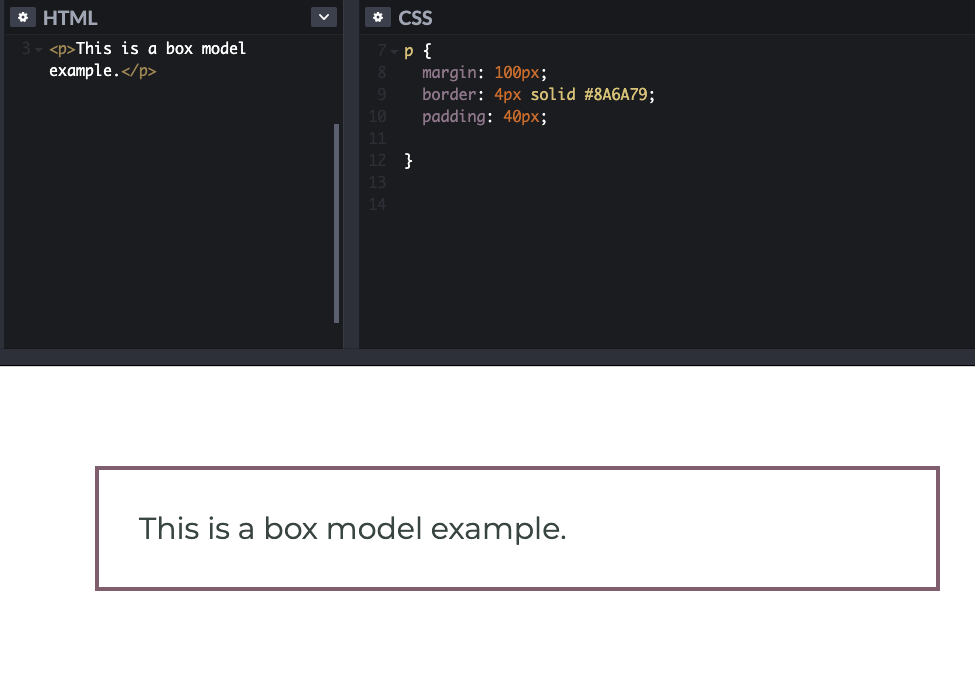 HTML
3 <p>This is a box model
example.</p>
CSS
7 p {
8 margin: 100px;
9 border: 4px solid #8A6A79;
10 padding: 40px;
11
12 }
13
14
This is a box model example.